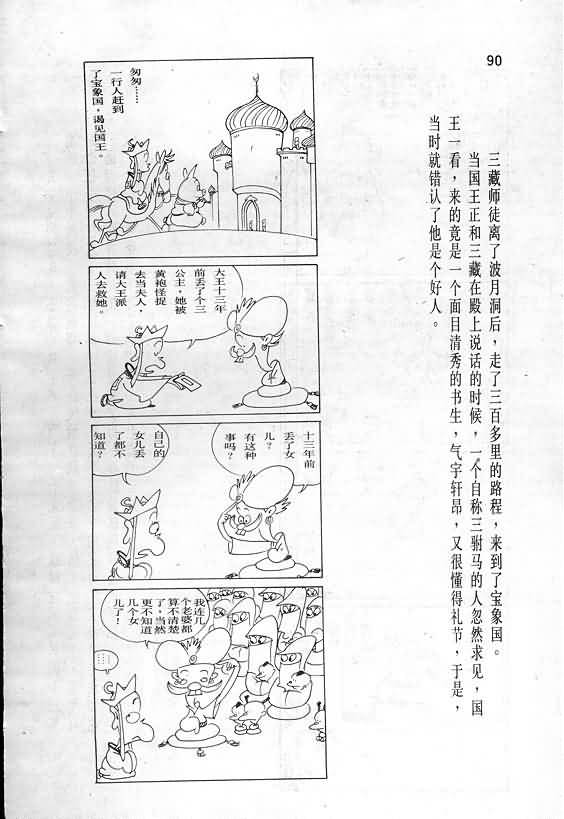 90
三藏师徒离了波月洞后，走了三百多里的路程，来到了宝象国。
当国王正和三藏在殿上说话的时候，一个自称三驸马的人忽然求见，国
王一看，来的竟是一个面目清秀的书生，气宇轩昂，又很懂得礼节，于是，
当时就错认了他是个好人。
匆匆……
一行人赶到
了宝象国，谒见国王。
大王十三年
前丢了个三
公主，她被
黄袍怪捉
去当夫人，
请大王派
人去救她。
十三年前
丢了女
儿？
有这种
事吗？
自己的
女儿丢
了都不
知道？
我连几
个老婆都
算不清楚
了，当然
更不知道
几个女
儿了！
……
……